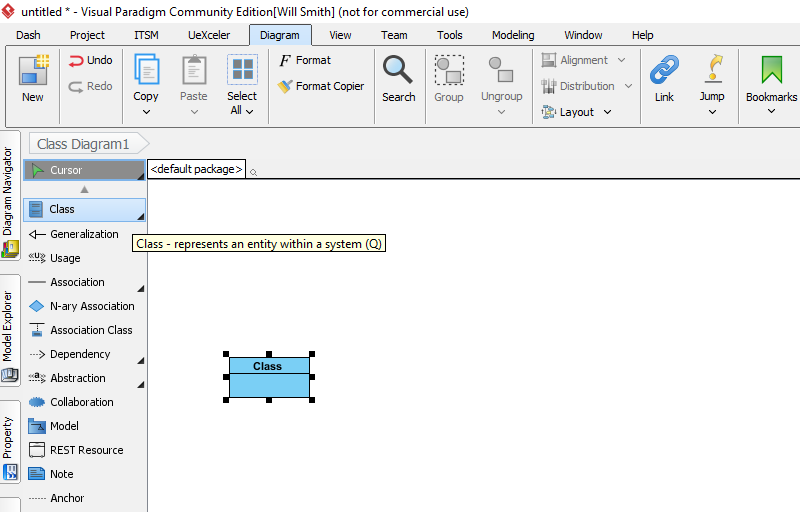 untitled * - Visual Paradigm Community Edition[Will Smith] (not for commercial use)
Dash Project ITSM UeXceler Diagram View Team Tools Modeling Window Help
New
Undo
Redo
Copy
Paste
Select
All
Format
Format Copier
Search
Group
Ungroup
Alignment
Distribution
Layout
Link
Jump
Bookmarks
Class Diagram1
Diagram Navigator
Model Explorer
Property
Cursor
<default package>
Class
Generalization
Class - represents an entity within a system (Q)
«u» Usage
Association
N-ary Association
Association Class
Dependency
«a» Abstraction
Collaboration
Model
REST Resource
Note
Anchor
Class